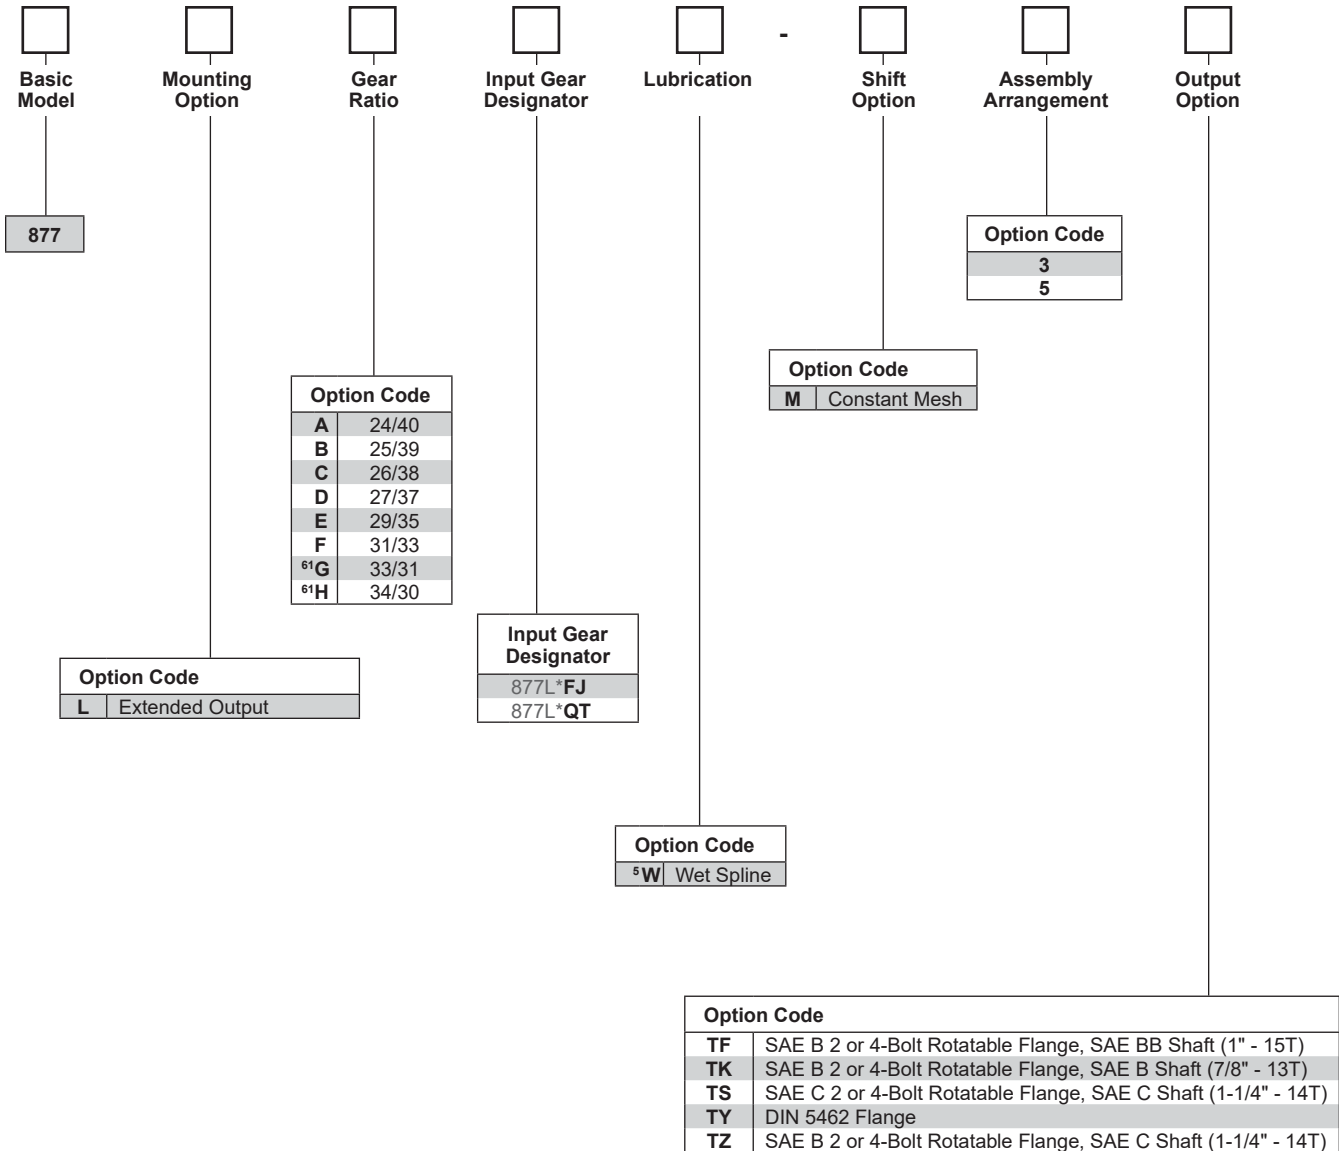 -
Basic Model
Mounting Option
Gear Ratio
Input Gear Designator
Lubrication
Shift Option
Assembly Arrangement
Output Option
877
Option Code
3
5
Option Code
M Constant Mesh
Option Code
A 24/40
B 25/39
C 26/38
D 27/37
E 29/35
F 31/33
⁶¹G 33/31
⁶¹H 34/30
Input Gear
Designator
877L*FJ
877L*QT
Option Code
L Extended Output
Option Code
⁵W Wet Spline
Option Code
TF SAE B 2 or 4-Bolt Rotatable Flange, SAE BB Shaft (1" - 15T)
TK SAE B 2 or 4-Bolt Rotatable Flange, SAE B Shaft (7/8" - 13T)
TS SAE C 2 or 4-Bolt Rotatable Flange, SAE C Shaft (1-1/4" - 14T)
TY DIN 5462 Flange
TZ SAE B 2 or 4-Bolt Rotatable Flange, SAE C Shaft (1-1/4" - 14T)